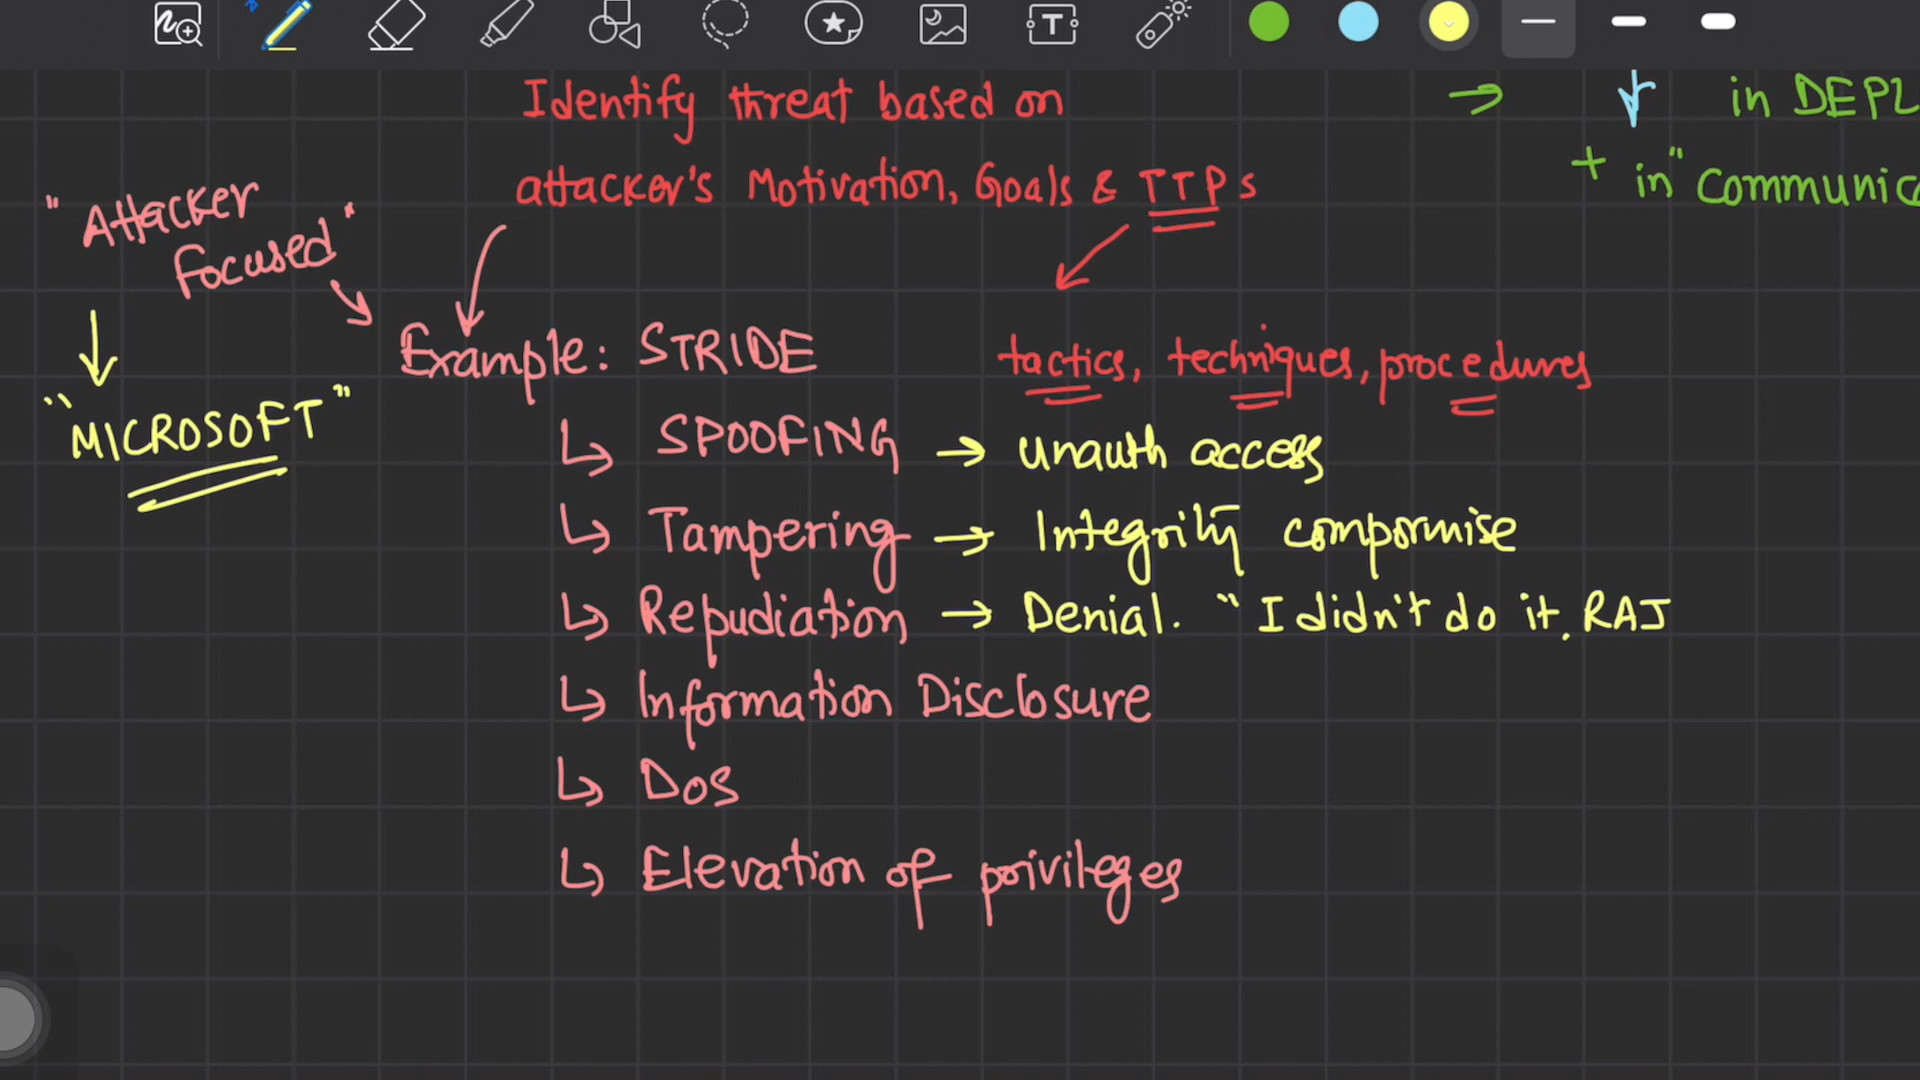 Identify threat based on
attacker's Motivation, Goals & TTPs
"Attacker
Focused"
"MICROSOFT"
Example: STRIDE
tactics, techniques, procedures
SPOOFING → Unauth access
Tampering → Integrity compormise
Repudiation → Denial. "I didn't do it. RAJ
Information Disclosure
DoS
Elevation of privileges
→ in DEPL
+ in "Communic